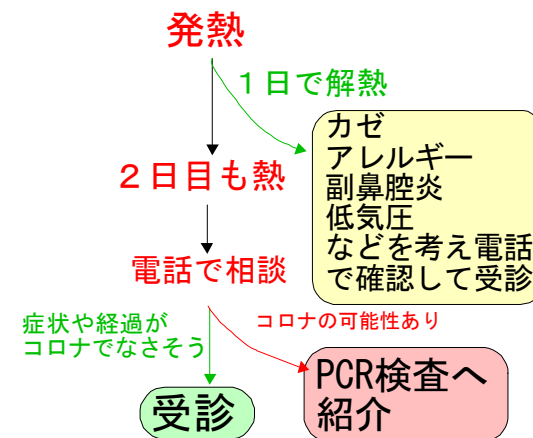 発熱
１日で解熱
カゼ
アレルギー
副鼻腔炎
低気圧
などを考え電話
で確認して受診
２日目も熱
電話で相談
症状や経過が
コロナでなさそう
コロナの可能性あり
受診
PCR検査へ
紹介